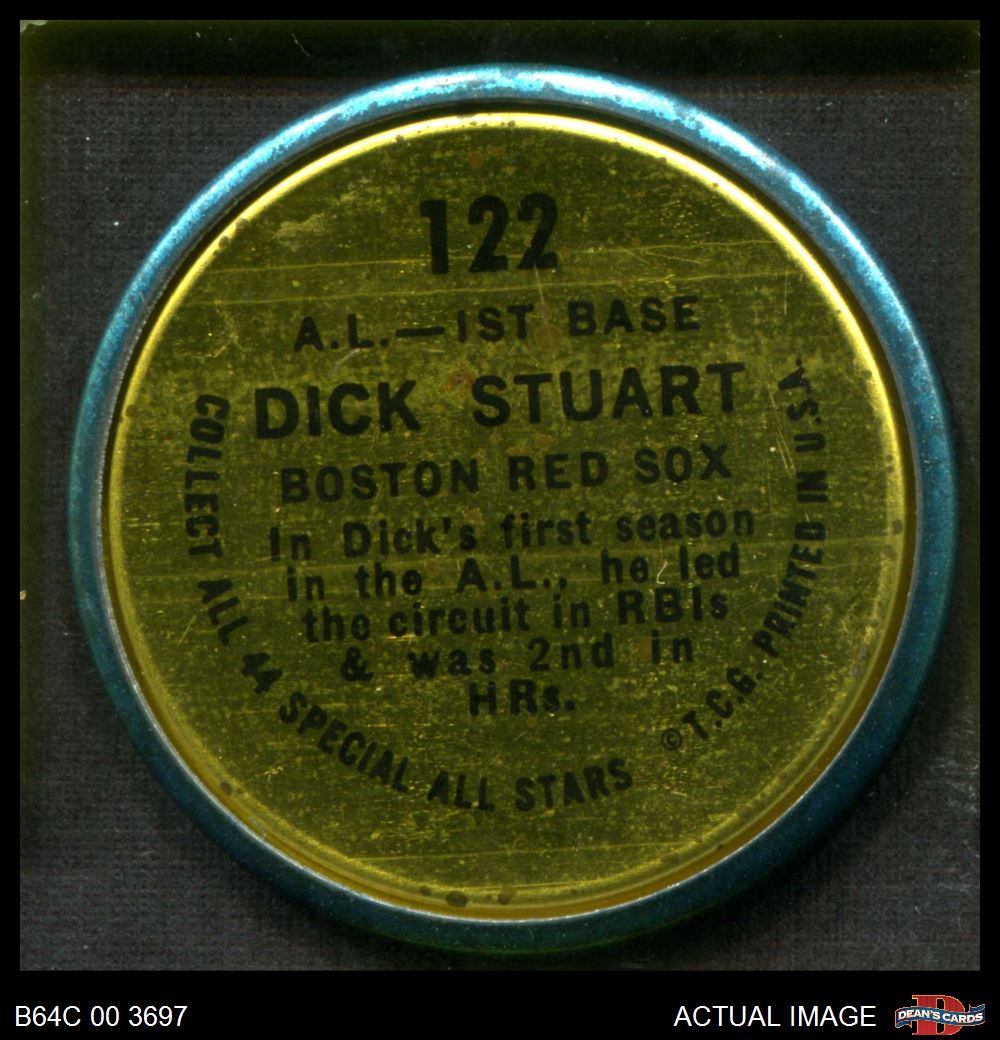 122
A.L.—1ST BASE
DICK STUART
BOSTON RED SOX
In Dick's first season
in the A.L., he led
the circuit in RBIs
& was 2nd in
HRs.
COLLECT ALL 44 SPECIAL ALL STARS
© T.C.G. PRINTED IN U.S.A.
B64C 00 3697
ACTUAL IMAGE
D
DEAN'S CARDS